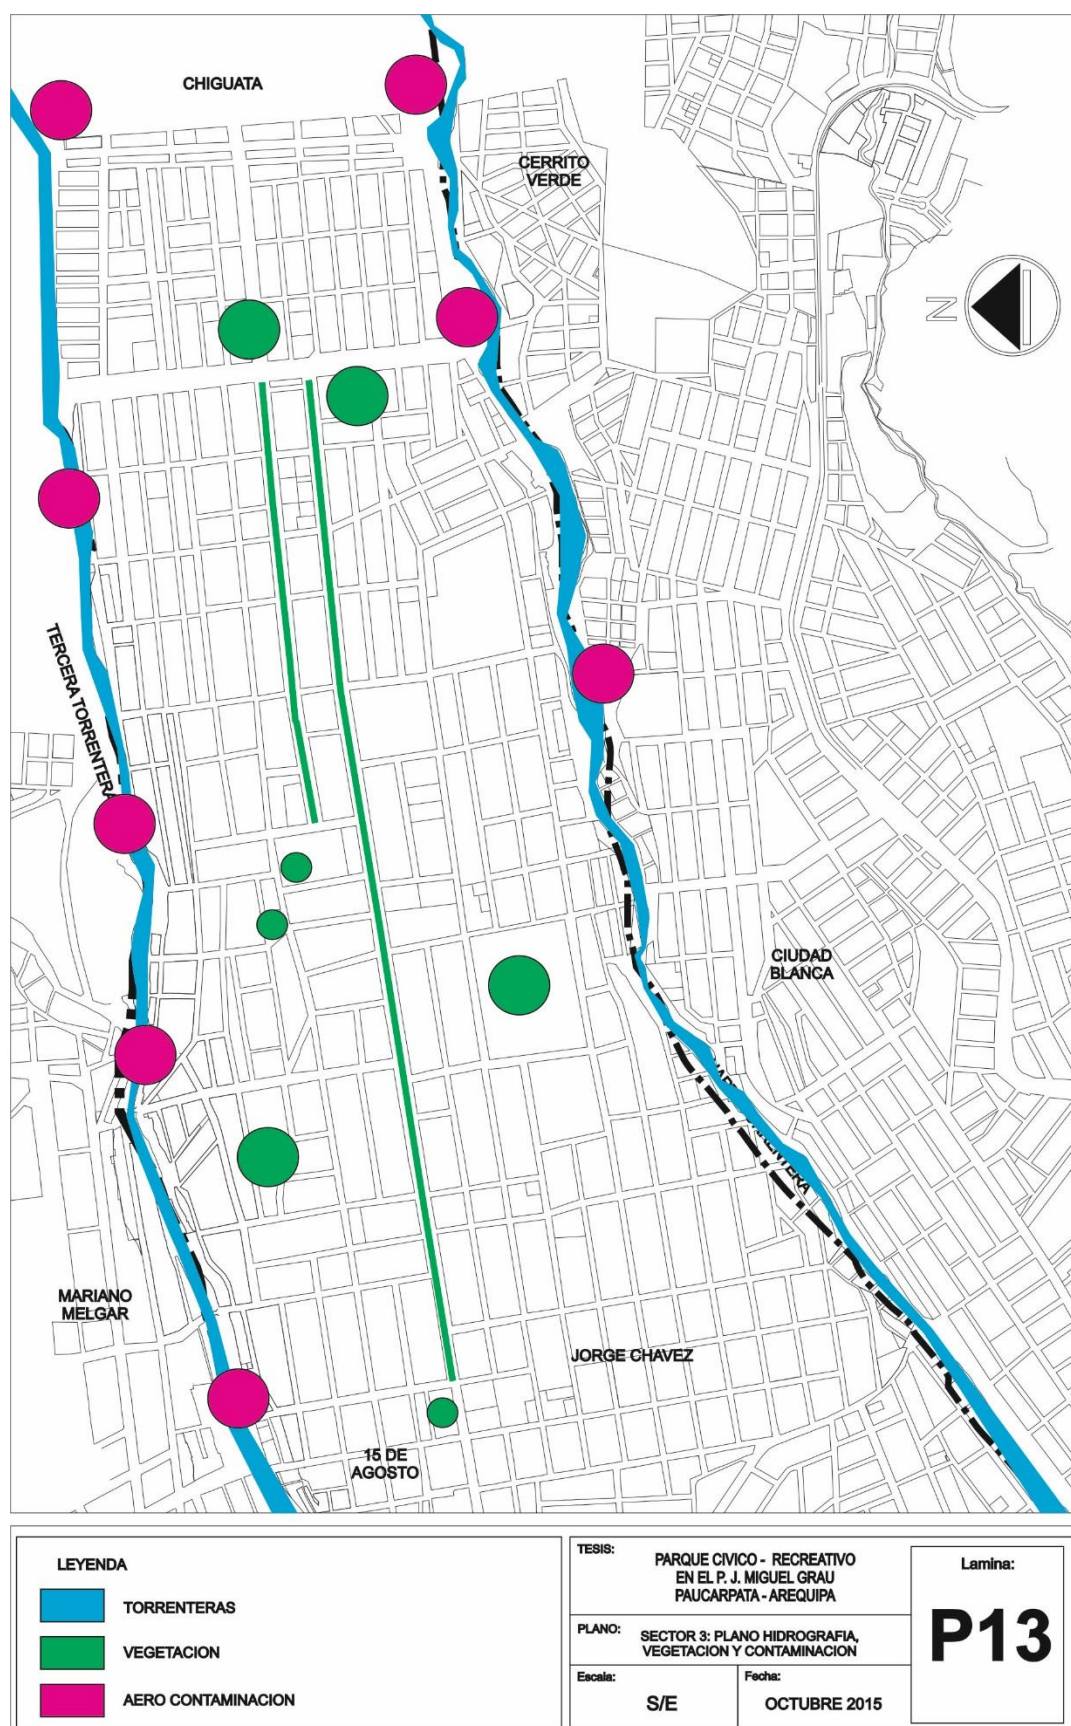 CHIGUATA
CERRITO
VERDE
N
TERCERA TORRENTERA
CIUDAD
BLANCA
MARIANO
MELGAR
JORGE CHAVEZ
15 DE
AGOSTO
LEYENDA
TORRENTERAS
VEGETACION
AERO CONTAMINACION
TESIS:
PARQUE CIVICO - RECREATIVO
EN EL P. J. MIGUEL GRAU
PAUCARPATA - AREQUIPA
PLANO:
SECTOR 3: PLANO HIDROGRAFIA,
VEGETACION Y CONTAMINACION
Escala:
S/E
Fecha:
OCTUBRE 2015
Lamina:
P13